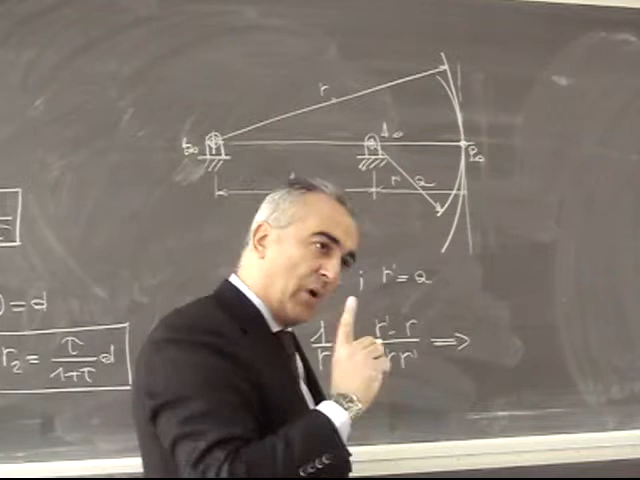 r
B₀
A₀
P₀
r a
; r' = a
) = d
r₂ = τ/(1+τ) d
1/r
r' - r / rr' =>